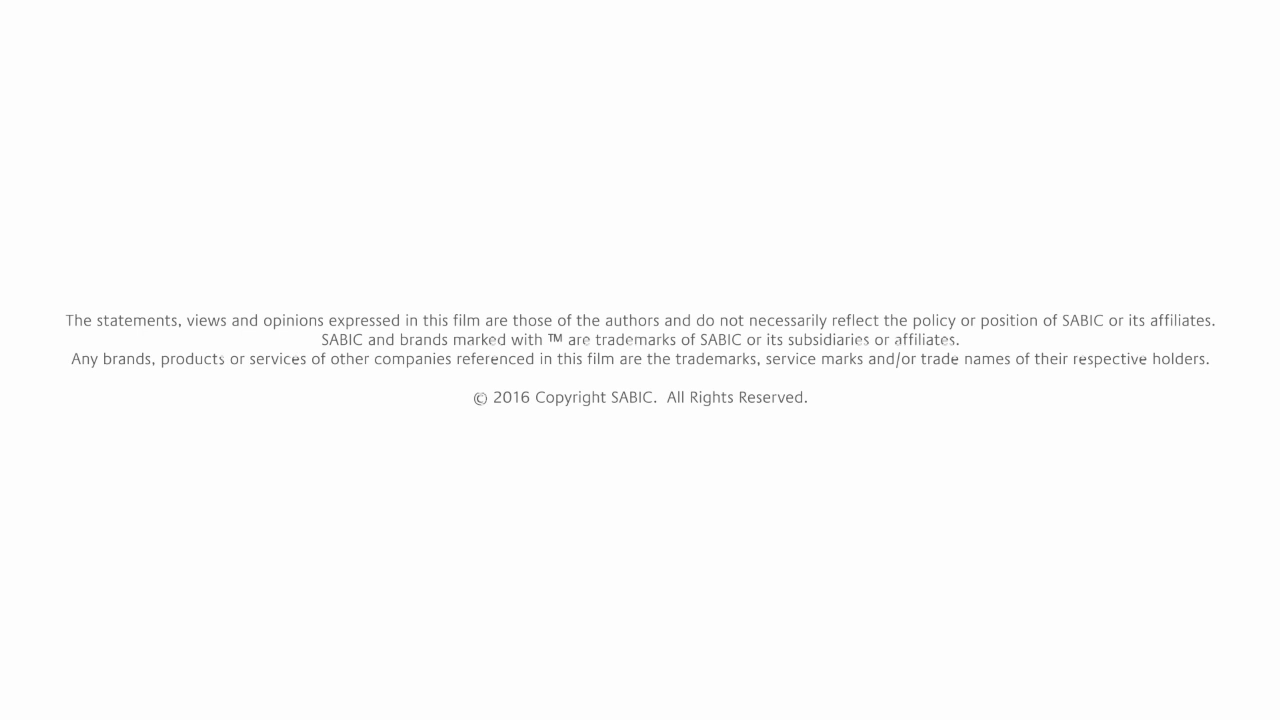 The statements, views and opinions expressed in this film are those of the authors and do not necessarily reflect the policy or position of SABIC or its affiliates.
SABIC and brands marked with ™ are trademarks of SABIC or its subsidiaries or affiliates.
Any brands, products or services of other companies referenced in this film are the trademarks, service marks and/or trade names of their respective holders.
© 2016 Copyright SABIC.  All Rights Reserved.